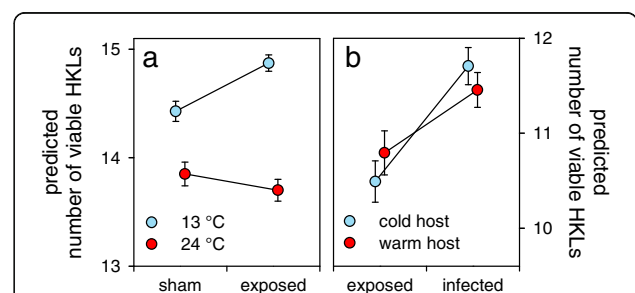 predicted
number of viable HKLs
15
14
13
a
13 °C
24 °C
sham exposed
b
cold host
warm host
exposed infected
12
11
10
predicted
number of viable HKLs